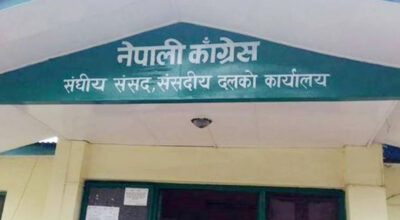 नेपाली काँग्रेस
संघीय संसद, संसदीय दलको कार्यालय